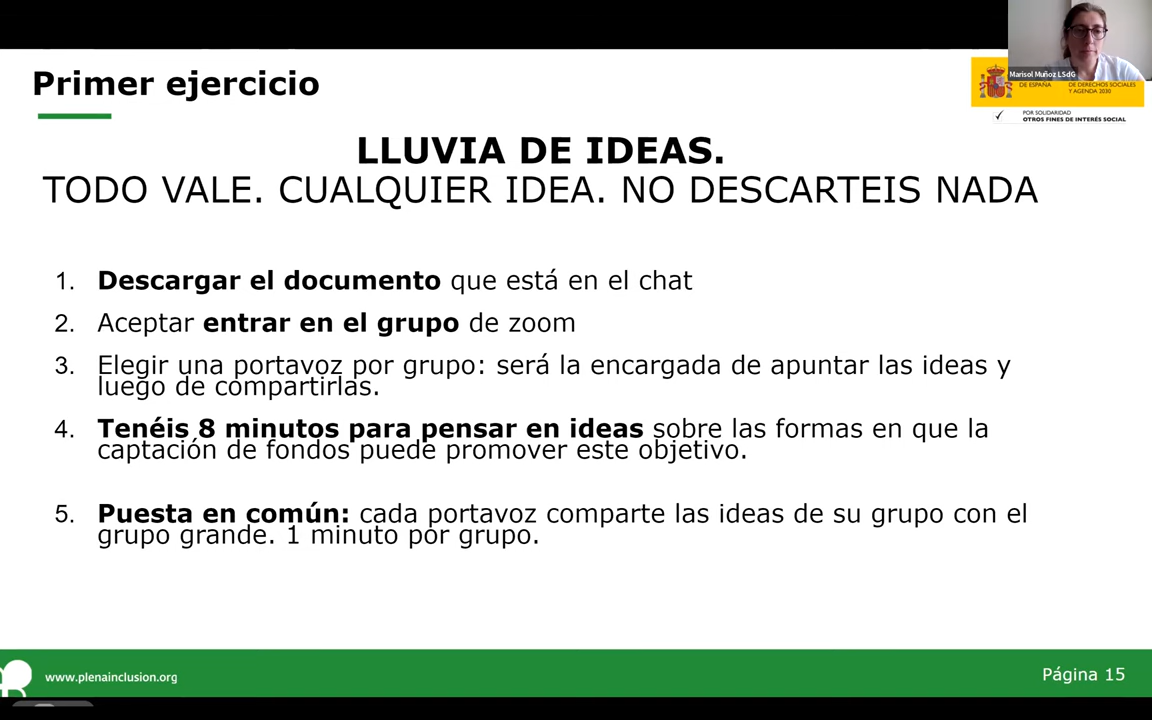 Marisol Muñoz LSdG
DE ESPAÑA
DE DERECHOS SOCIALES
Y AGENDA 2030
POR SOLIDARIDAD
OTROS FINES DE INTERÉS SOCIAL
Primer ejercicio
LLUVIA DE IDEAS.
TODO VALE. CUALQUIER IDEA. NO DESCARTEIS NADA
1. Descargar el documento que está en el chat
2. Aceptar entrar en el grupo de zoom
3. Elegir una portavoz por grupo: será la encargada de apuntar las ideas y
luego de compartirlas.
4. Tenéis 8 minutos para pensar en ideas sobre las formas en que la
captación de fondos puede promover este objetivo.
5. Puesta en común: cada portavoz comparte las ideas de su grupo con el
grupo grande. 1 minuto por grupo.
www.plenainclusion.org
Página 15